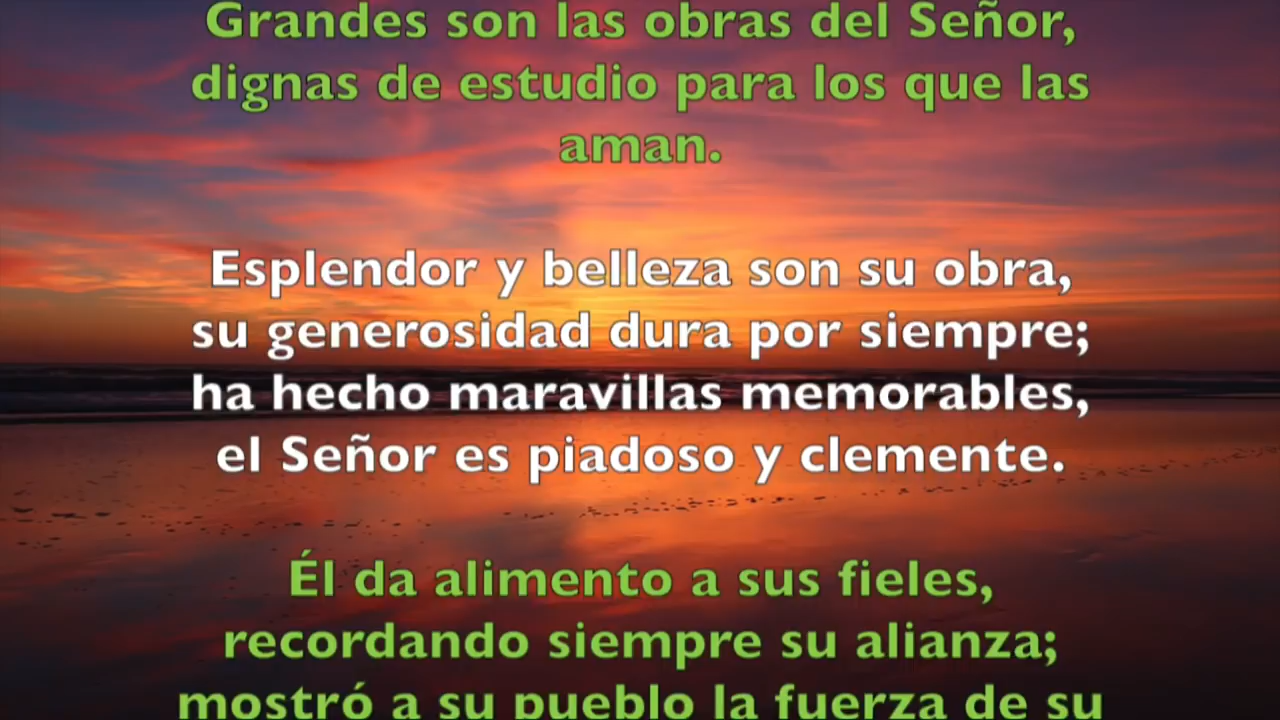 Grandes son las obras del Señor,
dignas de estudio para los que las
aman.
Esplendor y belleza son su obra,
su generosidad dura por siempre;
ha hecho maravillas memorables,
el Señor es piadoso y clemente.
Él da alimento a sus fieles,
recordando siempre su alianza;
mostró a su pueblo la fuerza de su